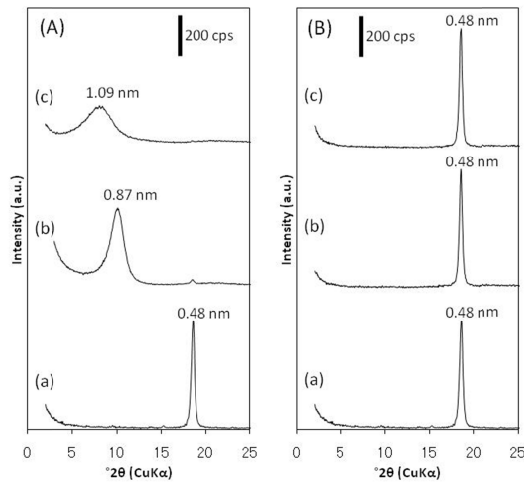 (A)
200 cps
1.09 nm
(c)
0.87 nm
(b)
0.48 nm
(a)
Intensity (a.u.)
0 5 10 15 20 25
°2θ (CuKα)
(B)
200 cps
0.48 nm
(c)
0.48 nm
(b)
0.48 nm
(a)
Intensity (a.u.)
0 5 10 15 20 25
°2θ (CuKα)